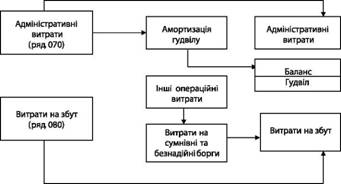 Адміністративні
витрати
(ряд. 070)
Амортизація
гудвілу
Адміністративні
витрати
Баланс
Гудвіл
Інші операційні
витрати
Витрати на збут
(ряд. 080)
Витрати на
сумнівні та
безнадійні борги
Витрати на збут